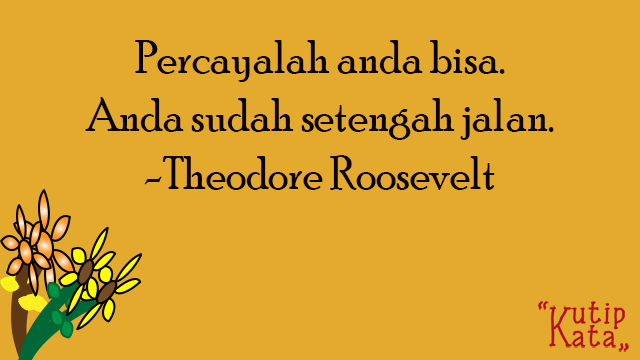 Percayalah anda bisa.
Anda sudah setengah jalan.
-Theodore Roosevelt
“Kutip
Kata„